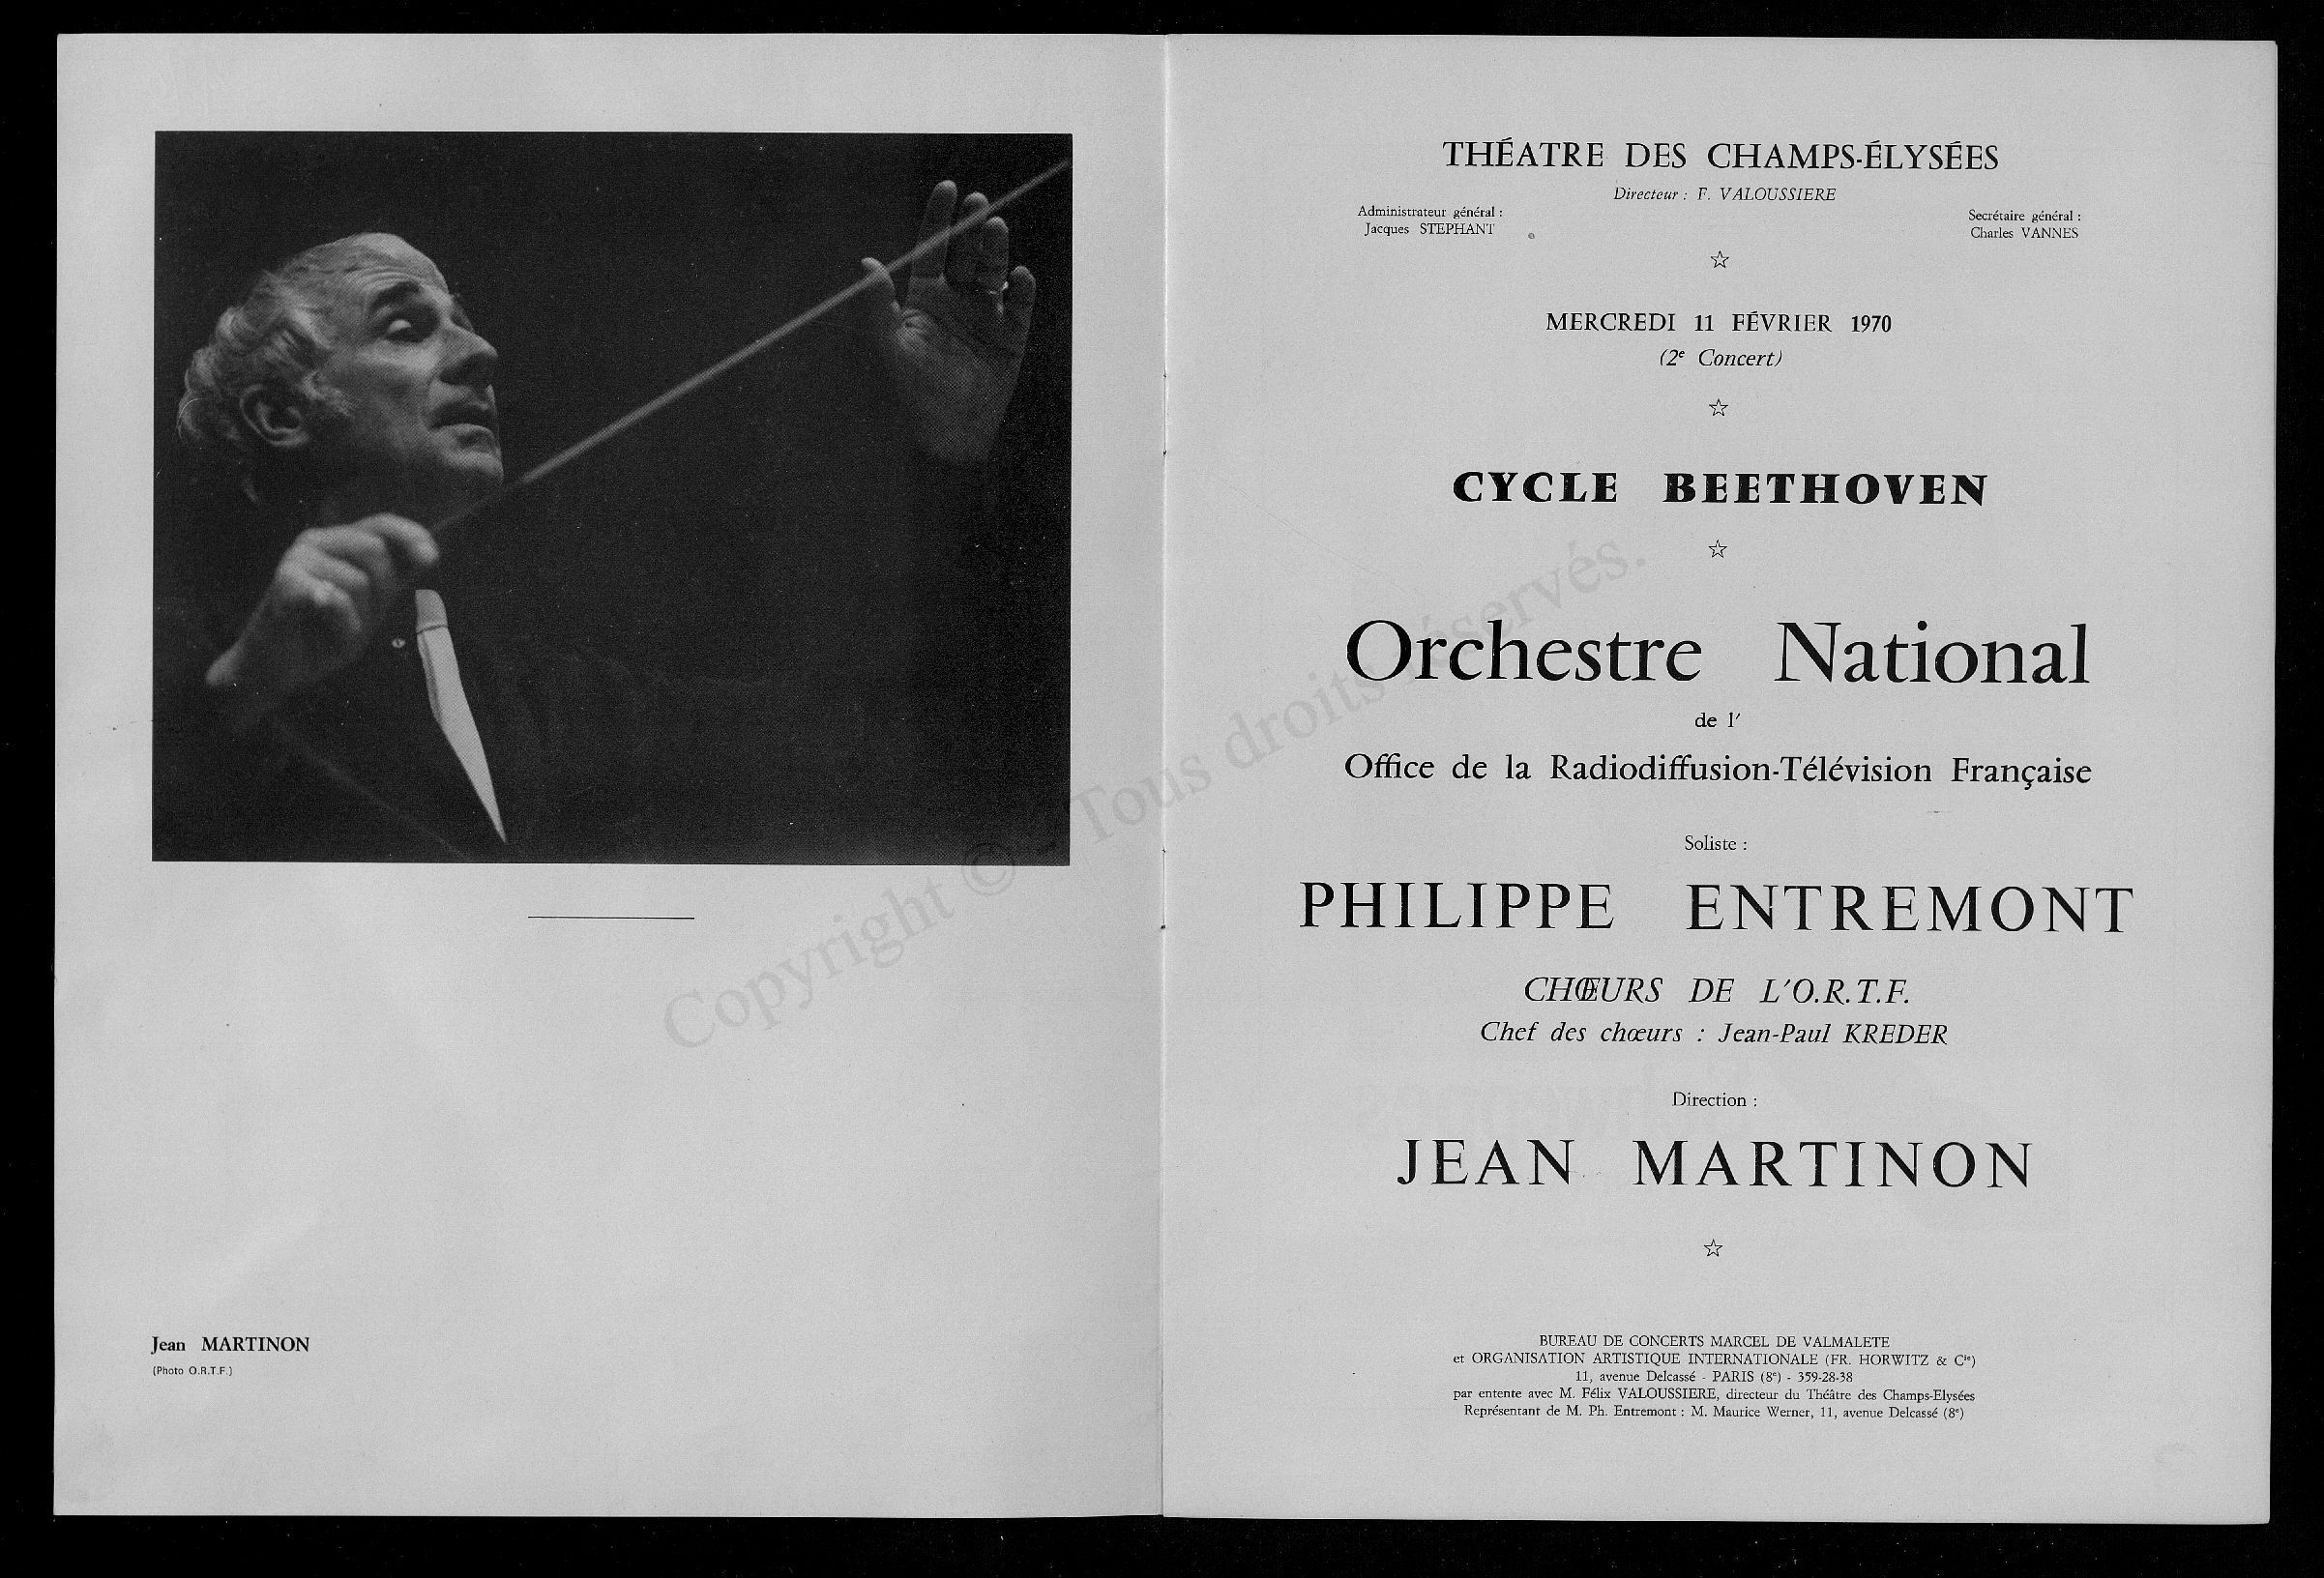 Jean MARTINON
(Photo O.R.T.F.)
THÉATRE DES CHAMPS-ÉLYSÉES
Directeur : F. VALOUSSIERE
Administrateur général :
Jacques STEPHANT
Secrétaire général :
Charles VANNES
MERCREDI 11 FÉVRIER 1970
(2e Concert)
CYCLE BEETHOVEN
Orchestre National
de l'
Office de la Radiodiffusion-Télévision Française
Soliste :
PHILIPPE ENTREMONT
CHŒURS DE L'O.R.T.F.
Chef des chœurs : Jean-Paul KREDER
Direction :
JEAN MARTINON
BUREAU DE CONCERTS MARCEL DE VALMALETE
et ORGANISATION ARTISTIQUE INTERNATIONALE (FR. HORWITZ & Cie)
11, avenue Delcassé - PARIS (8e) - 359-28-38
par entente avec M. Félix VALOUSSIERE, directeur du Théâtre des Champs-Elysées
Représentant de M. Ph. Entremont : M. Maurice Werner, 11, avenue Delcassé (8e)
Copyright © - Tous droits réservés.